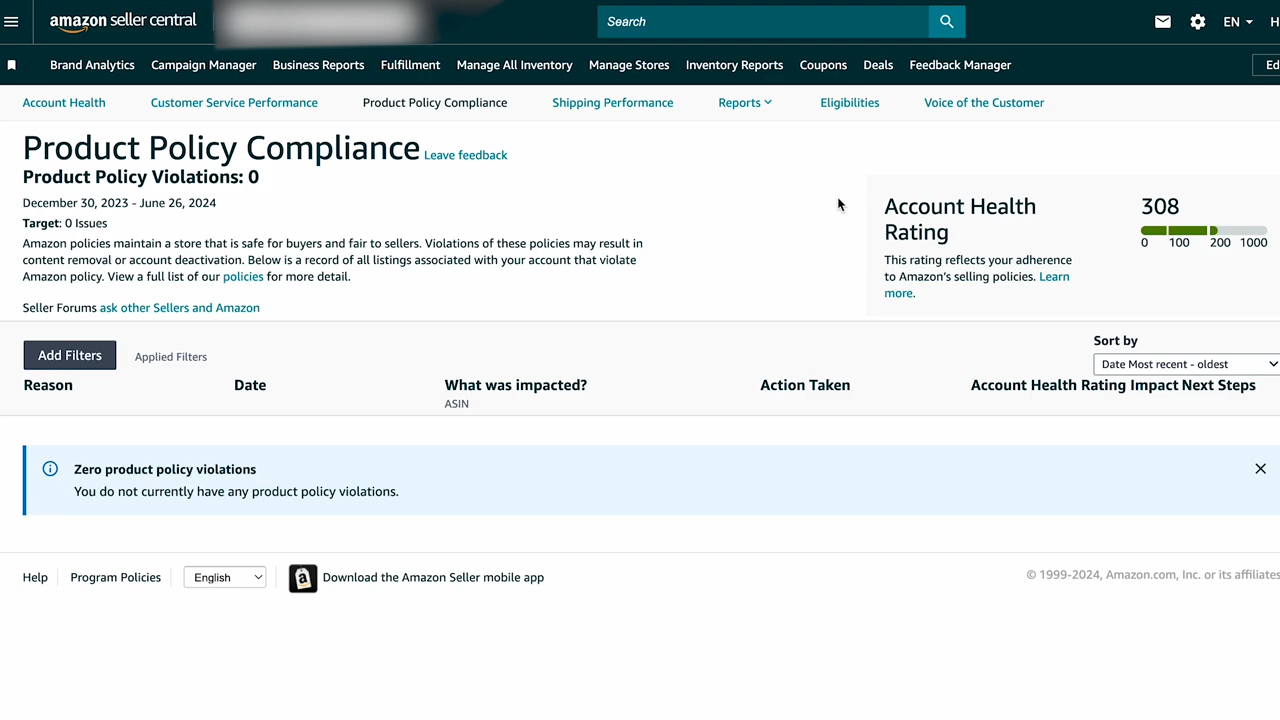 amazon seller central
Search
EN
H
Brand Analytics Campaign Manager Business Reports Fulfillment Manage All Inventory Manage Stores Inventory Reports Coupons Deals Feedback Manager
Ed
Account Health Customer Service Performance Product Policy Compliance Shipping Performance Reports Eligibilities Voice of the Customer
Product Policy Compliance Leave feedback
Product Policy Violations: 0
December 30, 2023 - June 26, 2024
Target: 0 Issues
Amazon policies maintain a store that is safe for buyers and fair to sellers. Violations of these policies may result in
content removal or account deactivation. Below is a record of all listings associated with your account that violate
Amazon policy. View a full list of our policies for more detail.
Seller Forums ask other Sellers and Amazon
Account Health
Rating
This rating reflects your adherence
to Amazon's selling policies. Learn
more.
308
0 100 200 1000
Add Filters Applied Filters
Sort by
Date Most recent - oldest
Reason Date What was impacted? Action Taken Account Health Rating Impact Next Steps
ASIN
Zero product policy violations
You do not currently have any product policy violations.
Help Program Policies English Download the Amazon Seller mobile app
© 1999-2024, Amazon.com, Inc. or its affiliates